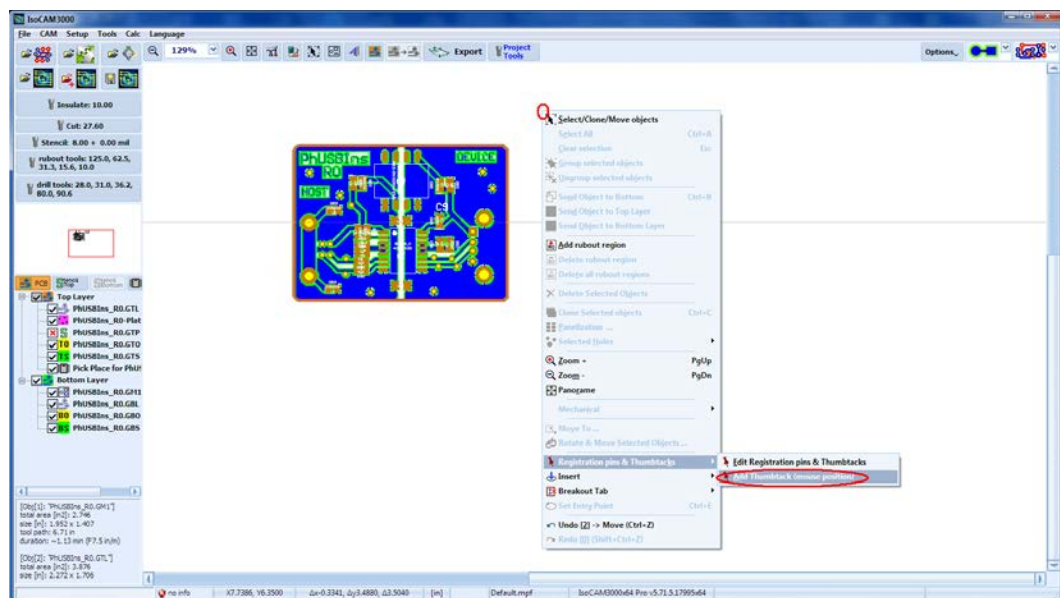 IsoCAM3000
File CAM Setup Tools Calc Language
129% Export Project Tools Options
Insulate: 10.00
Cut: 27.60
Stencil: 8.00 + 0.00 mil
rubout tools: 125.0, 62.5,
31.3, 15.6, 10.0
drill tools: 28.0, 31.0, 36.2,
80.0, 90.6
PCB Stencil Top Stencil Bottom
Top Layer
PhUSBIns_R0.GTL
PhUSBIns_R0-Plat
PhUSBIns_R0.GTP
TO PhUSBIns_R0.GTO
TS PhUSBIns_R0.GTS
Pick Place for PhUS
Bottom Layer
PhUSBIns_R0.GM1
PhUSBIns_R0.GBL
BO PhUSBIns_R0.GBO
BS PhUSBIns_R0.GBS
[Obj[1]: "PhUSBIns_R0.GM1"]
total area [in2]: 2.746
size [in]: 1.952 x 1.407
tool path: 6.71 in
duration: ~1.13 min (F7.5 in/m)
[Obj[2]: "PhUSBIns_R0.GTL"]
total area [in2]: 3.876
size [in]: 2.272 x 1.706
PhUSBIns
R0
DEVICE
HOST
C9
Select/Clone/Move objects
Select All Ctrl+A
Clear selection Esc
Group selected objects
Ungroup selected objects
Send Object to Bottom Ctrl+B
Send Object to Top Layer
Send Object to Bottom Layer
Add rubout region
Delete rubout region
Delete all rubout regions
Delete Selected Objects
Clone Selected objects Ctrl+C
Panelization ...
Selected Holes
Zoom + PgUp
Zoom - PgDn
Panorame
Mechanical
Move To ...
Rotate & Move Selected Objects ...
Registration pins & Thumbtacks
Edit Registration pins & Thumbtacks
Add Thumbtack (mouse position)
Insert
Breakout Tab
Set Entry Point Ctrl+E
Undo [2] -> Move (Ctrl+Z)
Redo [0] (Shift+Ctrl+Z)
no info X7.7386, Y6.3500 Δx-0.3341, Δy3.4880, Δ3.5040 [in] Default.mpf IsoCAM3000x64 Pro v5.71.5.17995x64